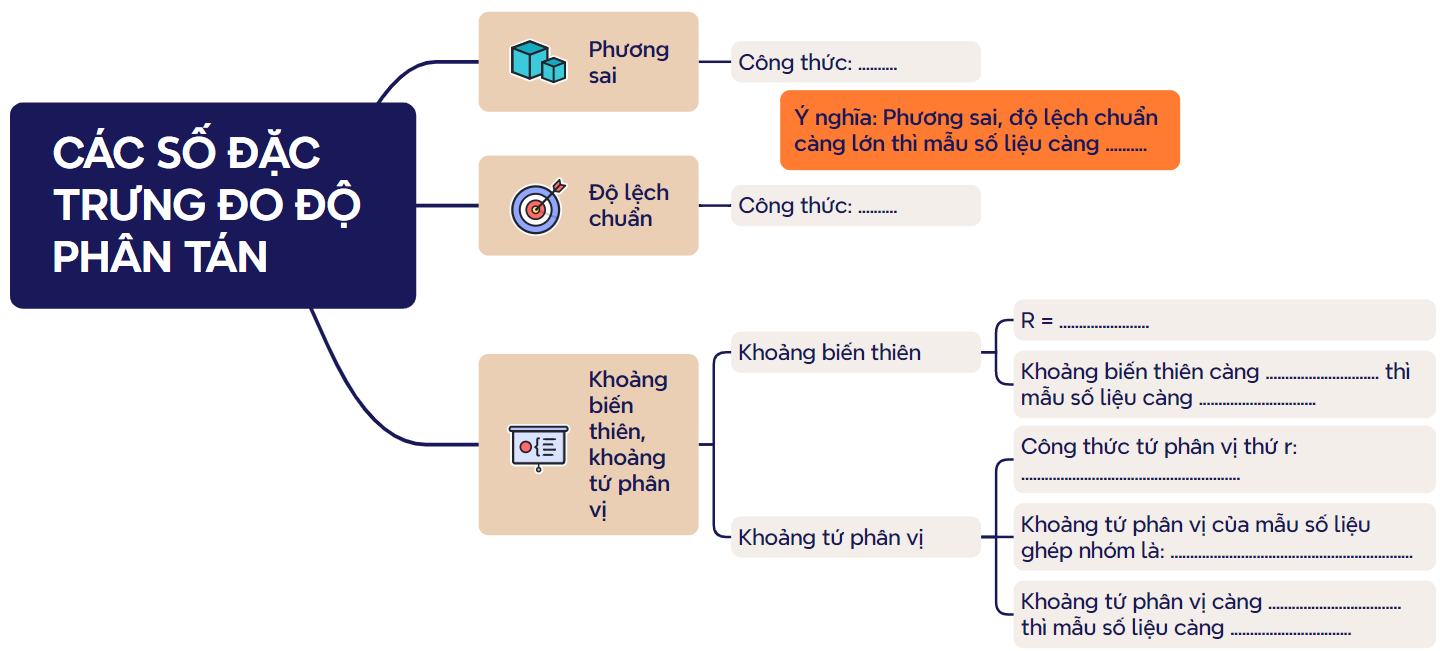 CÁC SỐ ĐẶC
TRƯNG ĐO ĐỘ
PHÂN TÁN
Phương
sai
Công thức: ..........
Ý nghĩa: Phương sai, độ lệch chuẩn
càng lớn thì mẫu số liệu càng ..........
Độ lệch
chuẩn
Công thức: ..........
Khoảng
biến
thiên,
khoảng
tứ phân
vị
Khoảng biến thiên
R = .......................
Khoảng biến thiên càng ............................. thì
mẫu số liệu càng ..............................
Khoảng tứ phân vị
Công thức tứ phân vị thứ r:
........................................................
Khoảng tứ phân vị của mẫu số liệu
ghép nhóm là: ..............................................................
Khoảng tứ phân vị càng ..................................
thì mẫu số liệu càng ...............................